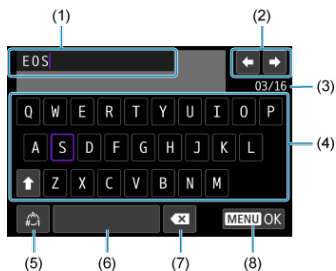 (1) (2)
EOS
03/16 (3)
Q W E R T Y U I O P
A S D F G H J K L (4)
Z X C V B N M
MENU OK
(5) (6) (7) (8)